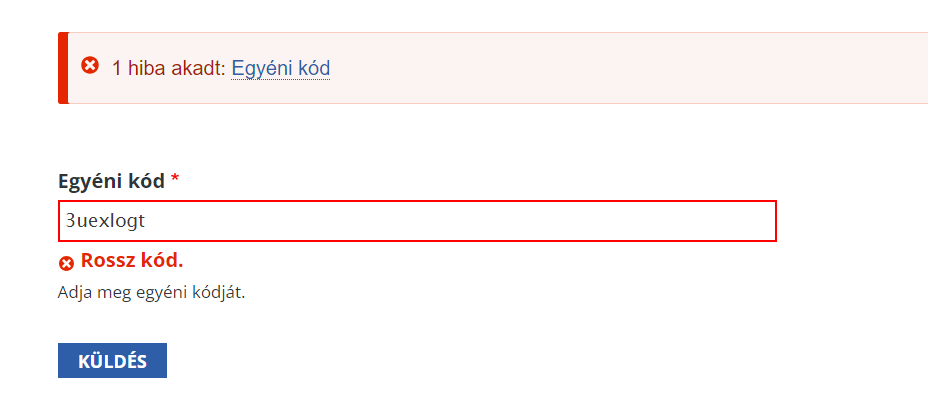 1 hiba akadt: Egyéni kód
Egyéni kód *
3uexlogt
Rossz kód.
Adja meg egyéni kódját.
KÜLDÉS